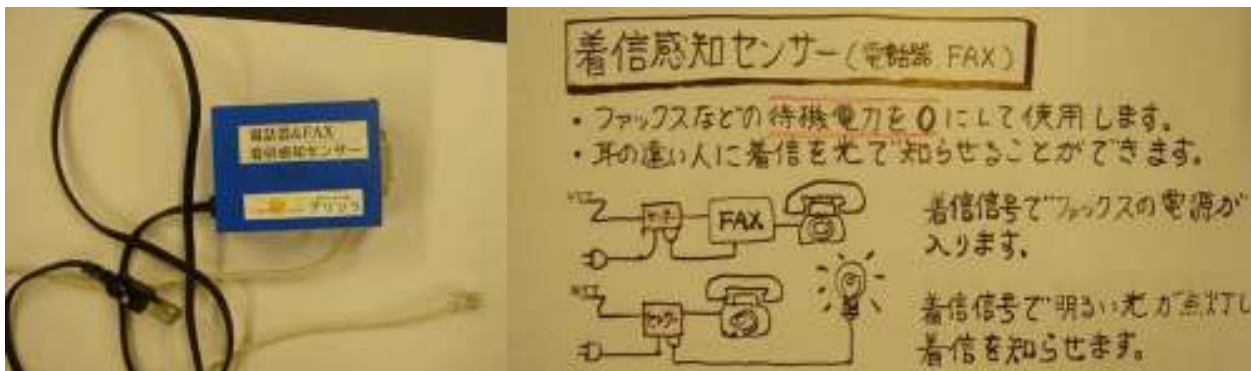 電話器&FAX
着信感知センサー
着信感知センサー(電話器 FAX)
・ファックスなどの待機電力を0にして使用します。
・耳の遠い人に着信を光で知らせることができます。
FAX
着信信号でファックスの電源が
入ります。
センサー
着信信号で明るい光が点灯し
着信を知らせます。